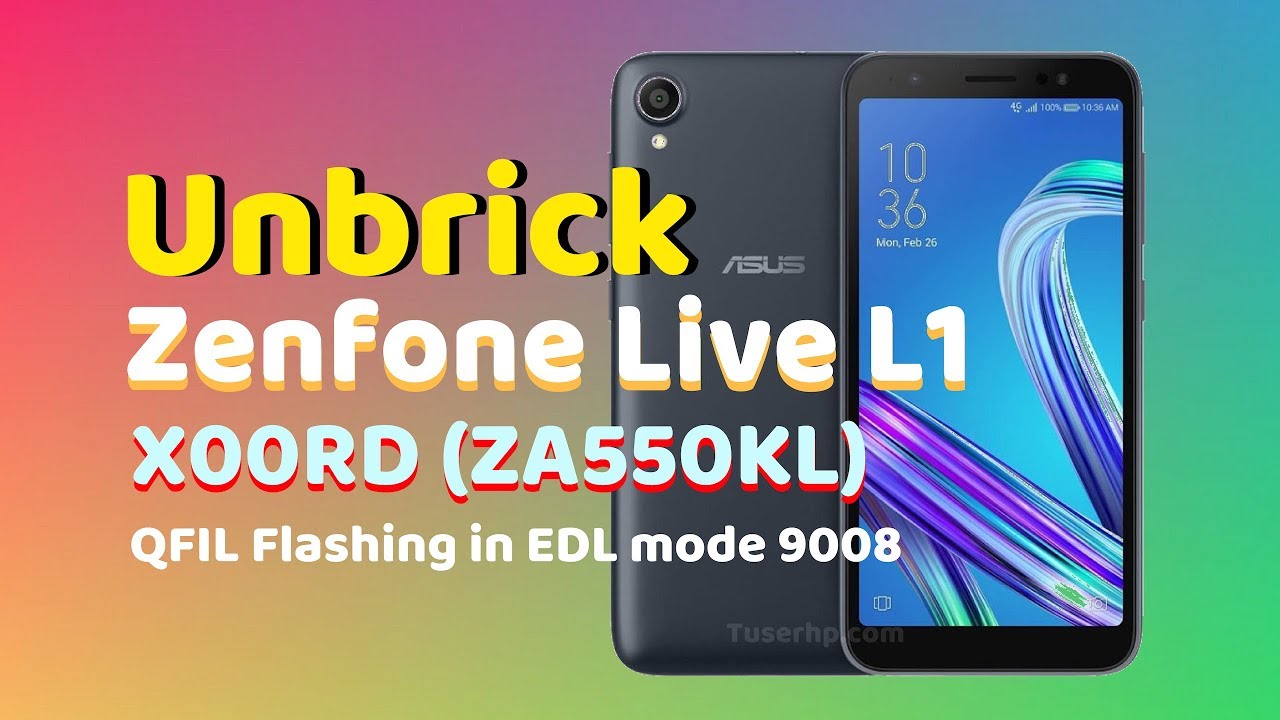 Unbrick
Zenfone Live L1
X00RD (ZA550KL)
QFIL Flashing in EDL mode 9008
ASUS
4G 100% 10:36 AM
10
36
Mon, Feb 26
Tuserhp.com